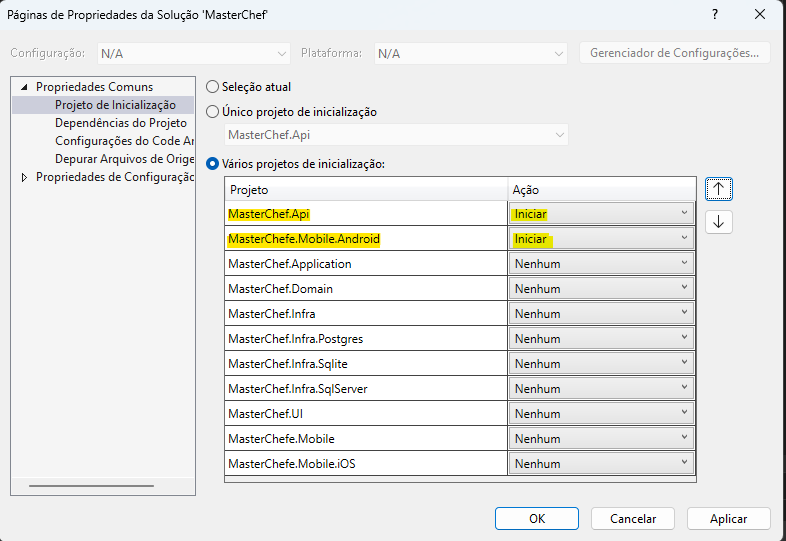 Páginas de Propriedades da Solução 'MasterChef'
?
Configuração: N/A Plataforma: N/A Gerenciador de Configurações...
Propriedades Comuns
Projeto de Inicialização
Dependências do Projeto
Configurações do Code Ar
Depurar Arquivos de Orige
Propriedades de Configuração
Seleção atual
Único projeto de inicialização
MasterChef.Api
Vários projetos de inicialização:
Projeto Ação
MasterChef.Api Iniciar
MasterChefe.Mobile.Android Iniciar
MasterChef.Application Nenhum
MasterChef.Domain Nenhum
MasterChef.Infra Nenhum
MasterChef.Infra.Postgres Nenhum
MasterChef.Infra.Sqlite Nenhum
MasterChef.Infra.SqlServer Nenhum
MasterChef.UI Nenhum
MasterChefe.Mobile Nenhum
MasterChefe.Mobile.iOS Nenhum
OK Cancelar Aplicar